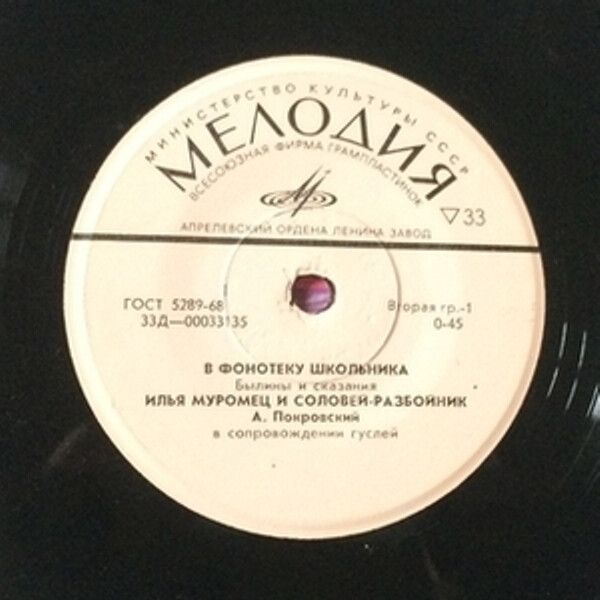 МИНИСТЕРСТВО КУЛЬТУРЫ СССР
МЕЛОДИЯ
ВСЕСОЮЗНАЯ ФИРМА ГРАМПЛАСТИНОК
▽33
АПРЕЛЕВСКИЙ ОРДЕНА ЛЕНИНА ЗАВОД
ГОСТ 5289-68
Вторая гр.-1
33Д—00033135
0-45
В ФОНОТЕКУ ШКОЛЬНИКА
Былины и сказания
ИЛЬЯ МУРОМЕЦ И СОЛОВЕЙ-РАЗБОЙНИК
А. Покровский
в сопровождении гуслей